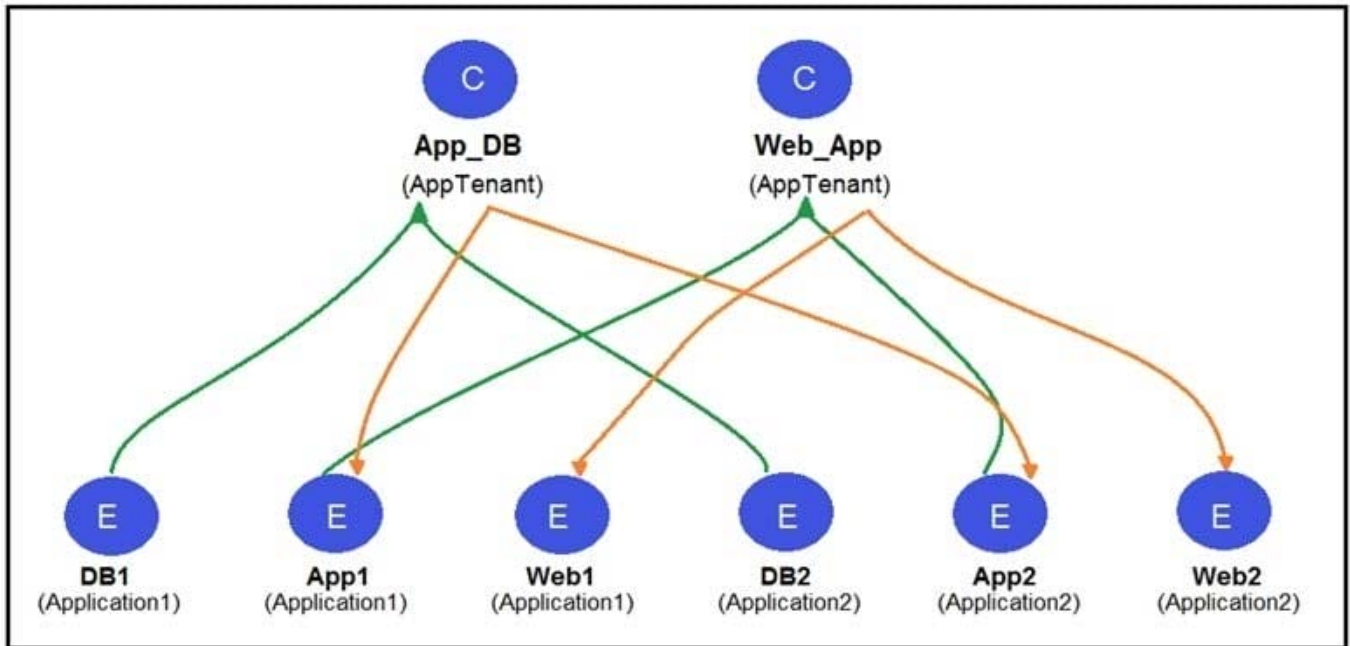 C C
App_DB Web_App
(AppTenant) (AppTenant)
E E E E E E
DB1 App1 Web1 DB2 App2 Web2
(Application1) (Application1) (Application1) (Application2) (Application2) (Application2)